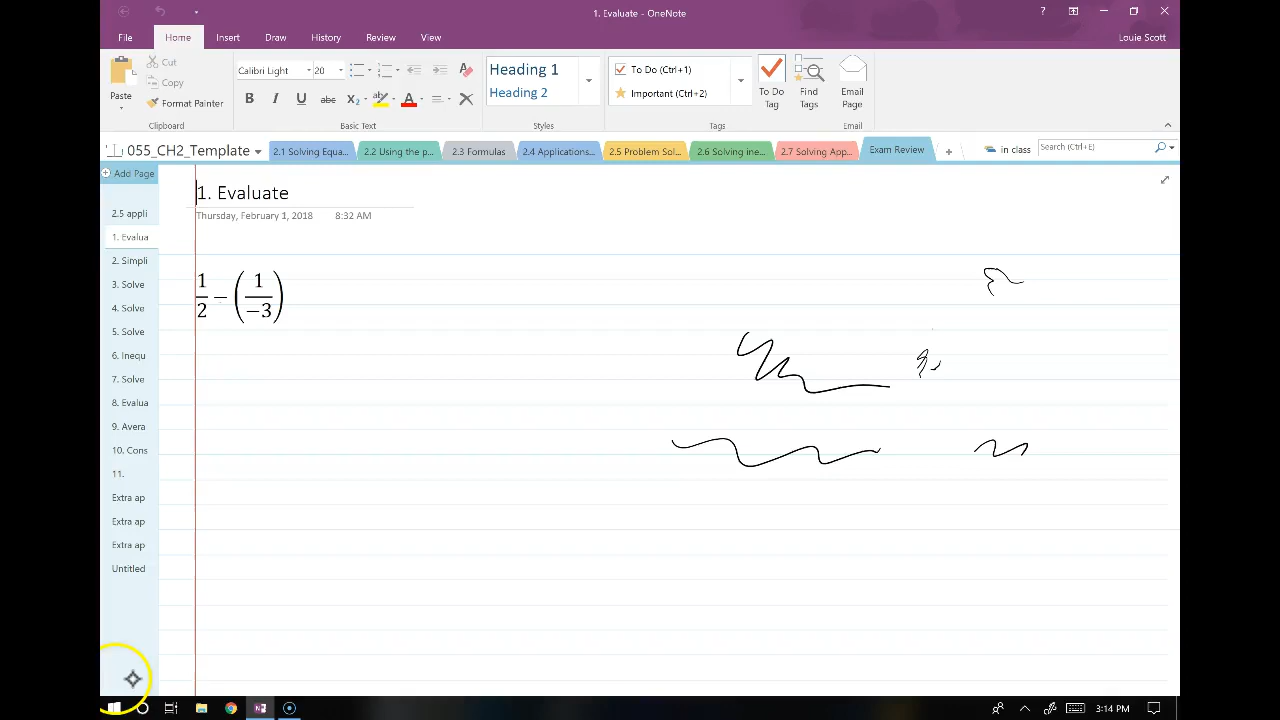 1. Evaluate - OneNote
?
File Home Insert Draw History Review View Louie Scott
Paste Cut Copy Format Painter
Calibri Light 20
B I U abc X₂ A
Heading 1
Heading 2
To Do (Ctrl+1)
Important (Ctrl+2)
To Do Tag
Find Tags
Email Page
Clipboard Basic Text Styles Tags Email
055_CH2_Template 2.1 Solving Equa... 2.2 Using the p... 2.3 Formulas 2.4 Applications... 2.5 Problem Sol... 2.6 Solving ine... 2.7 Solving App... Exam Review + in class Search (Ctrl+E)
Add Page
2.5 appli
1. Evalua
2. Simpli
3. Solve
4. Solve
5. Solve
6. Inequ
7. Solve
8. Evalua
9. Avera
10. Cons
11.
Extra ap
Extra ap
Extra ap
Untitled
1. Evaluate
Thursday, February 1, 2018 8:32 AM
1/2 − (1/−3)
3:14 PM